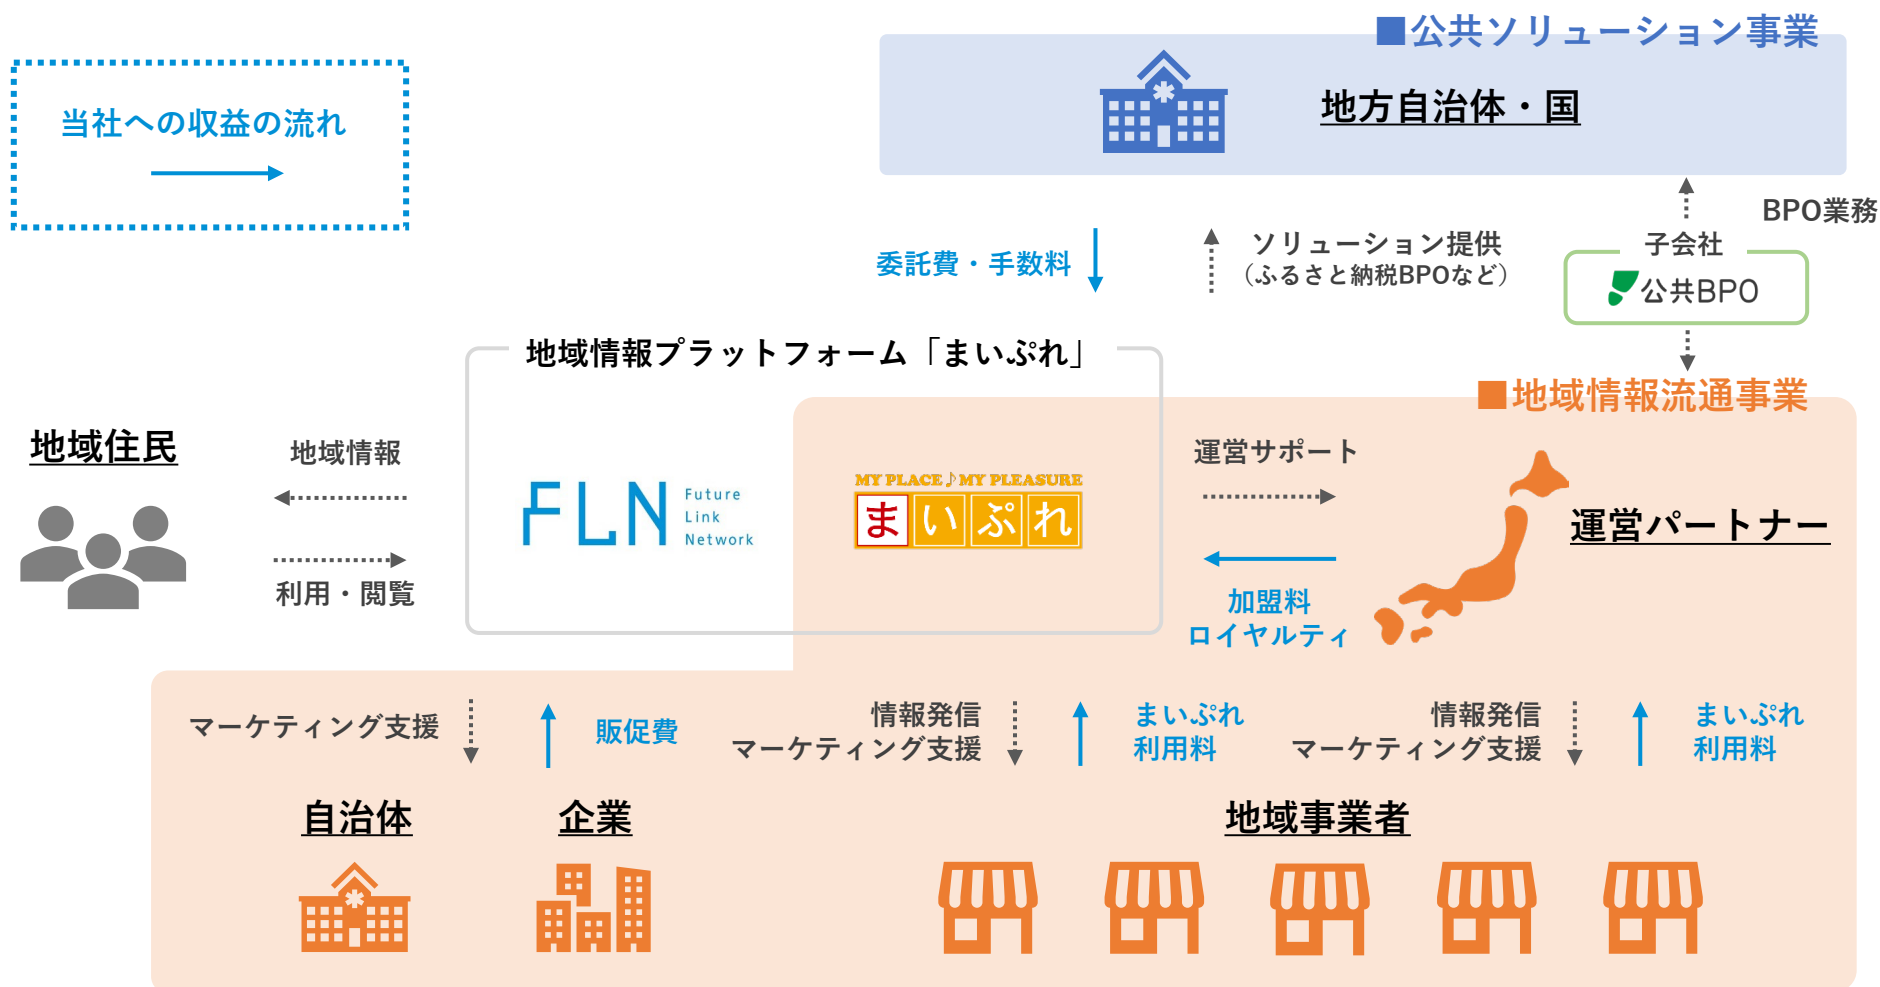 ■公共ソリューション事業
当社への収益の流れ
地方自治体・国
BPO業務
委託費・手数料
ソリューション提供
（ふるさと納税BPOなど）
子会社
公共BPO
地域情報プラットフォーム「まいぷれ」
■地域情報流通事業
地域住民
地域情報
利用・閲覧
FLN
Future
Link
Network
MY PLACE♪MY PLEASURE
まいぷれ
運営サポート
加盟料
ロイヤルティ
運営パートナー
マーケティング支援
販促費
情報発信
マーケティング支援
まいぷれ
利用料
情報発信
マーケティング支援
まいぷれ
利用料
自治体
企業
地域事業者